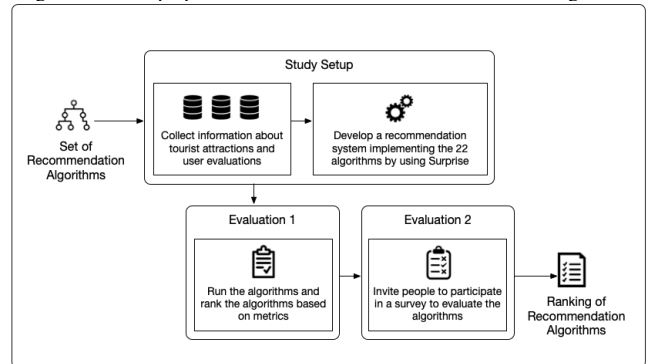 Study Setup
Set of
Recommendation
Algorithms
Collect information about
tourist attractions and
user evaluations
Develop a recommendation
system implementing the 22
algorithms by using Surprise
Evaluation 1
Run the algorithms and
rank the algorithms based
on metrics
Evaluation 2
Invite people to participate
in a survey to evaluate the
algorithms
Ranking of
Recommendation
Algorithms